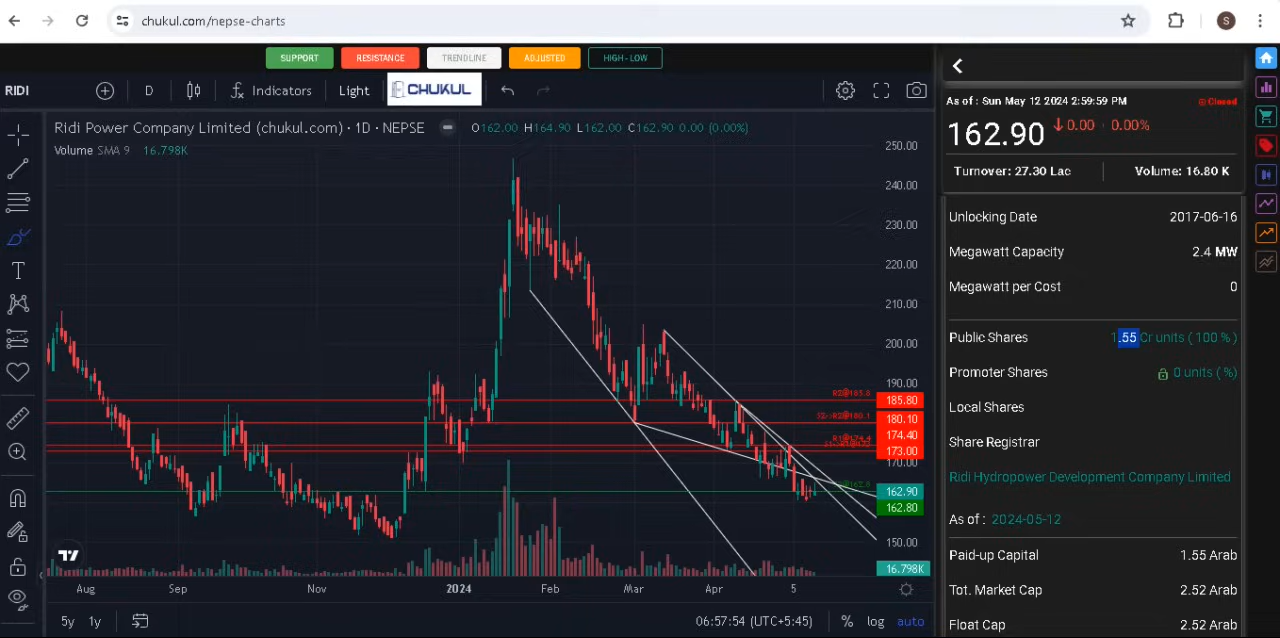 chukul.com/nepse-charts
S
SUPPORT RESISTANCE TRENDLINE ADJUSTED HIGH-LOW
RIDI D Indicators Light CHUKUL
Ridi Power Company Limited (chukul.com) · 1D · NEPSE O162.00 H164.90 L162.00 C162.90 0.00 (0.00%)
Volume SMA 9 16.798K
250.00
240.00
230.00
220.00
210.00
200.00
190.00
R2@185.8 185.80
180.10
174.40
173.00
170.00
162.90
162.80
150.00
16.798K
Aug Sep Nov 2024 Feb Mar Apr 5
5y 1y 06:57:54 (UTC+5:45) % log auto
As of : Sun May 12 2024 2:59:59 PM Closed
162.90 0.00 0.00%
Turnover: 27.30 Lac Volume: 16.80 K
Unlocking Date 2017-06-16
Megawatt Capacity 2.4 MW
Megawatt per Cost 0
Public Shares 1.55 Cr units ( 100 % )
Promoter Shares 0 units ( %)
Local Shares
Share Registrar
Ridi Hydropower Development Company Limited
As of : 2024-05-12
Paid-up Capital 1.55 Arab
Tot. Market Cap 2.52 Arab
Float Cap 2.52 Arab